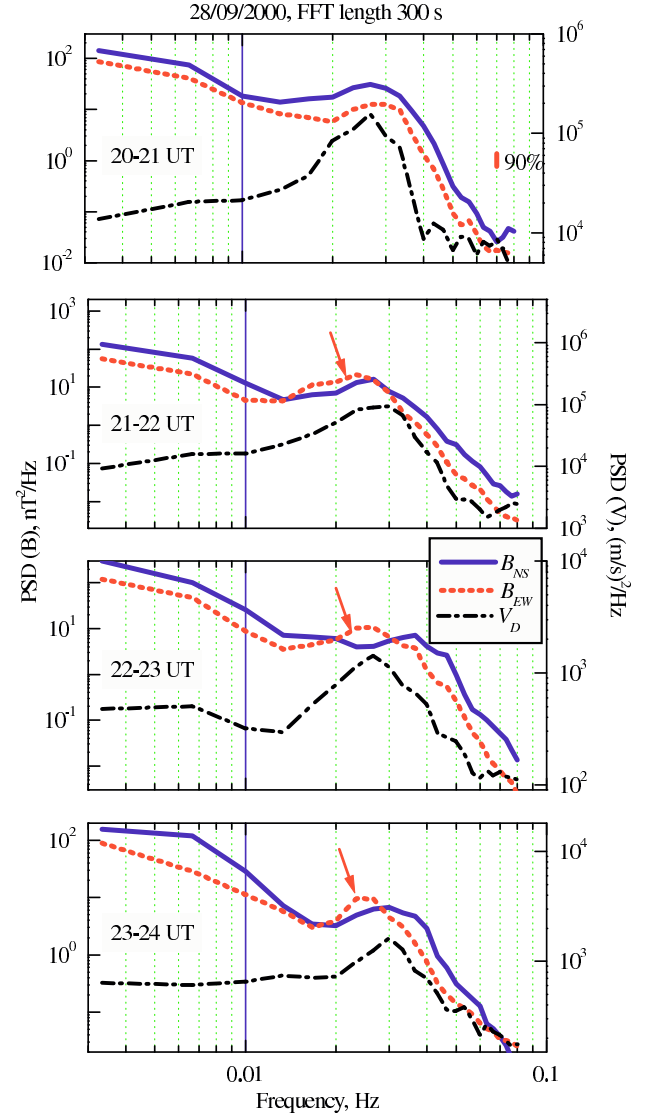 28/09/2000, FFT length 300 s
10^2
10^0
10^-2
10^6
10^5
10^4
20-21 UT
90%
10^3
10^1
10^-1
10^6
10^5
10^4
10^3
21-22 UT
PSD (B), nT^2/Hz
PSD (V), (m/s)^2/Hz
B_NS
B_EW
V_D
10^1
10^-1
10^4
10^3
10^2
22-23 UT
10^2
10^0
10^4
10^3
23-24 UT
0.01
0.1
Frequency, Hz